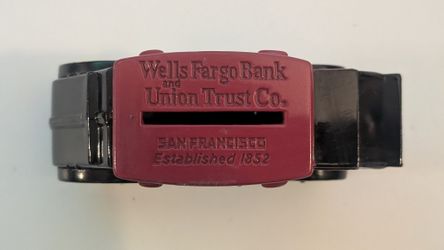 Wells Fargo Bank
and
Union Trust Co.
SAN FRANCISCO
Established 1852